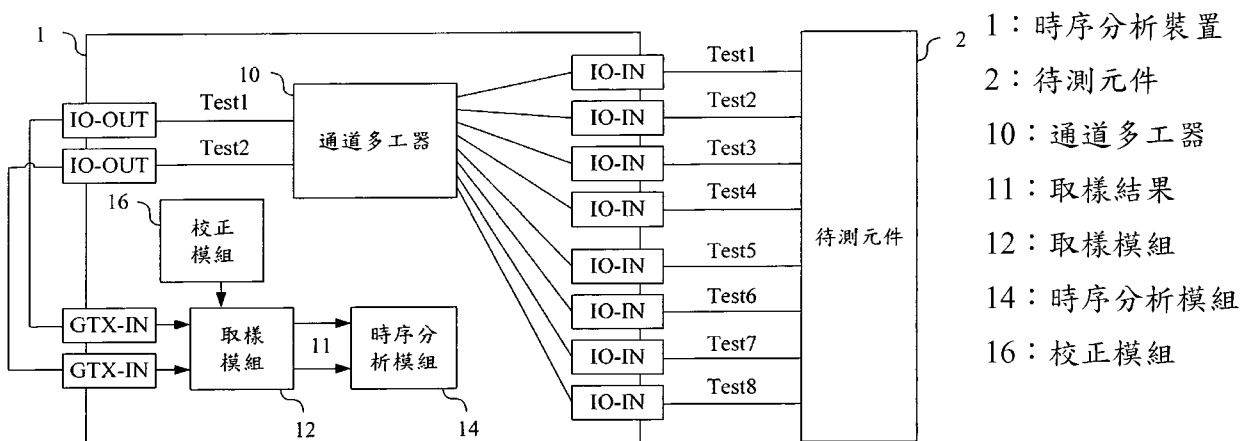 1
10
Test1
IO-OUT
Test2
IO-OUT
通道多工器
16
校正
模組
GTX-IN
GTX-IN
取樣
模組
11
時序分
析模組
12
14
IO-IN
IO-IN
IO-IN
IO-IN
IO-IN
IO-IN
IO-IN
IO-IN
Test1
Test2
Test3
Test4
Test5
Test6
Test7
Test8
待測元件
2
1：時序分析裝置
2：待測元件
10：通道多工器
11：取樣結果
12：取樣模組
14：時序分析模組
16：校正模組